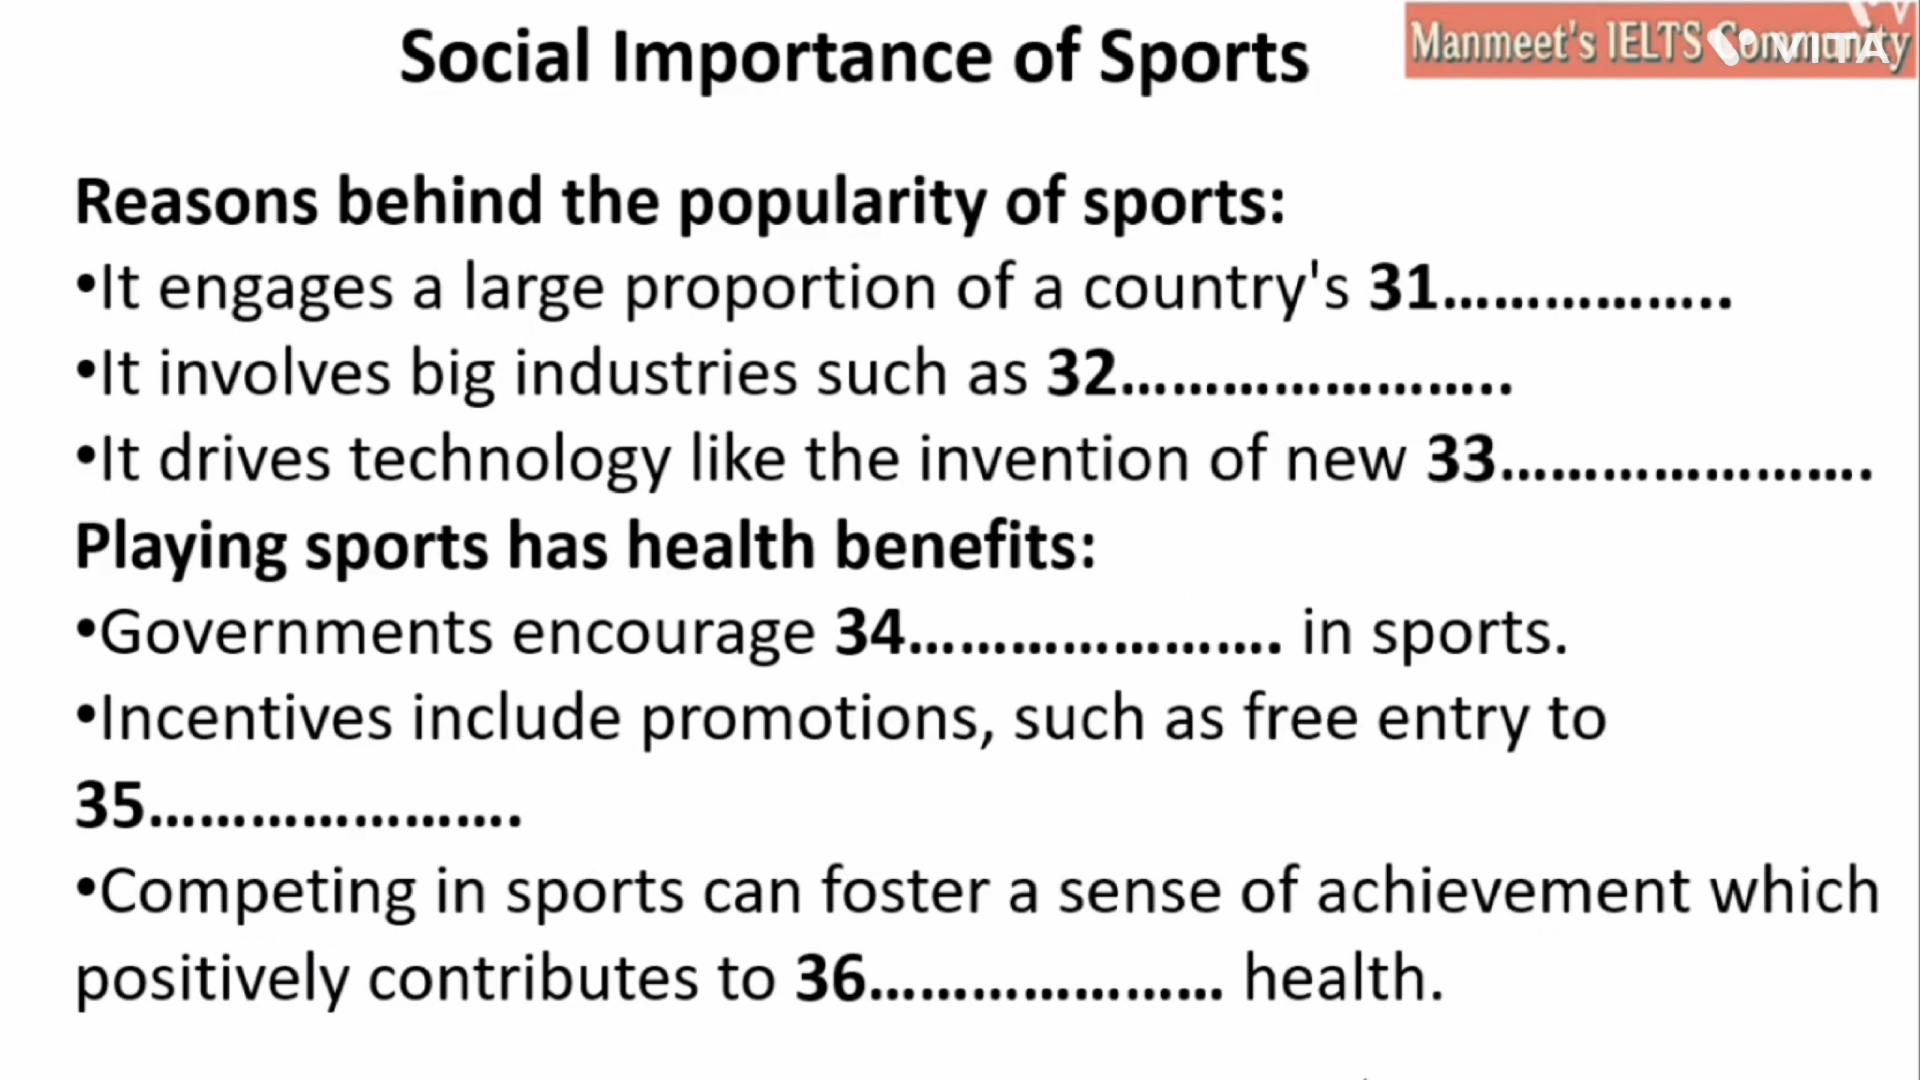 Social Importance of Sports
Manmeet's IELTS Community
VITA
Reasons behind the popularity of sports:
•It engages a large proportion of a country's 31……………..
•It involves big industries such as 32…………………..
•It drives technology like the invention of new 33………………….
Playing sports has health benefits:
•Governments encourage 34…………………. in sports.
•Incentives include promotions, such as free entry to
35………………….
•Competing in sports can foster a sense of achievement which
positively contributes to 36………………… health.